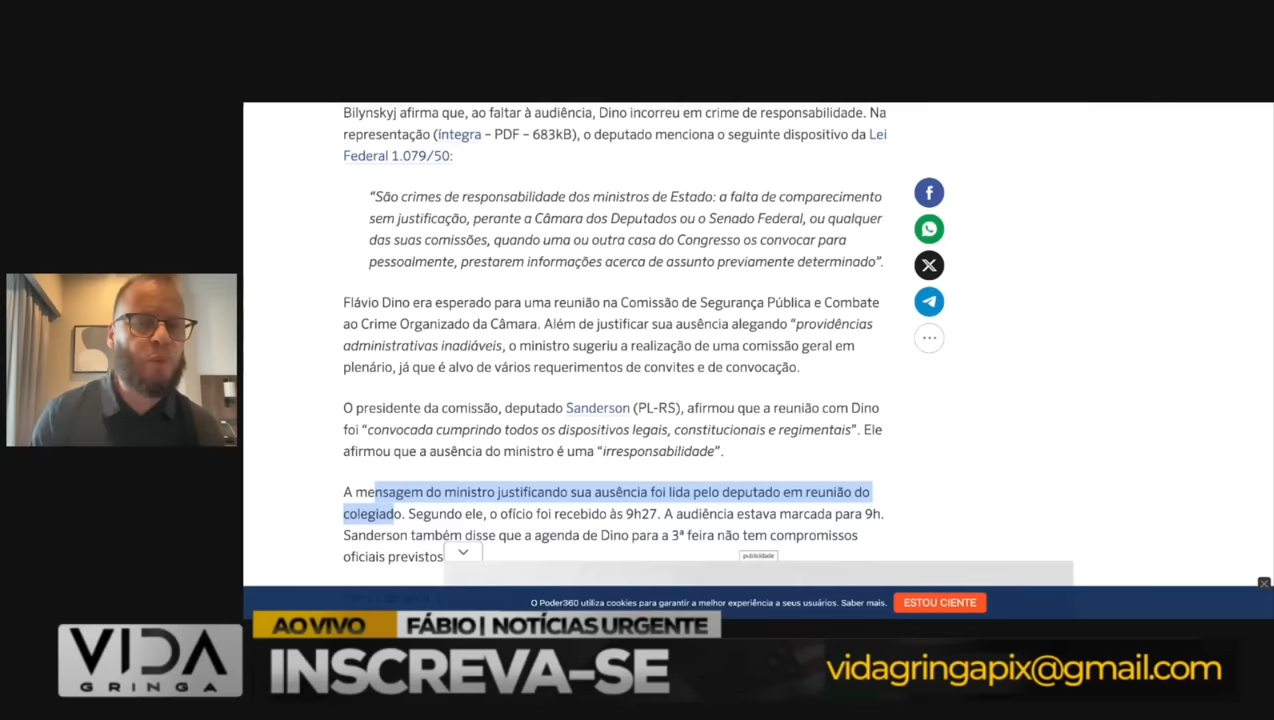 Bilynskyj afirma que, ao faltar à audiência, Dino incorreu em crime de responsabilidade. Na
representação (íntegra – PDF – 683kB), o deputado menciona o seguinte dispositivo da Lei
Federal 1.079/50:
“São crimes de responsabilidade dos ministros de Estado: a falta de comparecimento
sem justificação, perante a Câmara dos Deputados ou o Senado Federal, ou qualquer
das suas comissões, quando uma ou outra casa do Congresso os convocar para
pessoalmente, prestarem informações acerca de assunto previamente determinado”.
Flávio Dino era esperado para uma reunião na Comissão de Segurança Pública e Combate
ao Crime Organizado da Câmara. Além de justificar sua ausência alegando “providências
administrativas inadiáveis, o ministro sugeriu a realização de uma comissão geral em
plenário, já que é alvo de vários requerimentos de convites e de convocação.
O presidente da comissão, deputado Sanderson (PL-RS), afirmou que a reunião com Dino
foi “convocada cumprindo todos os dispositivos legais, constitucionais e regimentais”. Ele
afirmou que a ausência do ministro é uma “irresponsabilidade”.
A mensagem do ministro justificando sua ausência foi lida pelo deputado em reunião do
colegiado. Segundo ele, o ofício foi recebido às 9h27. A audiência estava marcada para 9h.
Sanderson também disse que a agenda de Dino para a 3ª feira não tem compromissos
oficiais previstos
publicidade
O Poder360 utiliza cookies para garantir a melhor experiência a seus usuários. Saber mais.
ESTOU CIENTE
AO VIVO
FÁBIO | NOTÍCIAS URGENTE
VIDA
GRINGA
INSCREVA-SE
vidagringapix@gmail.com